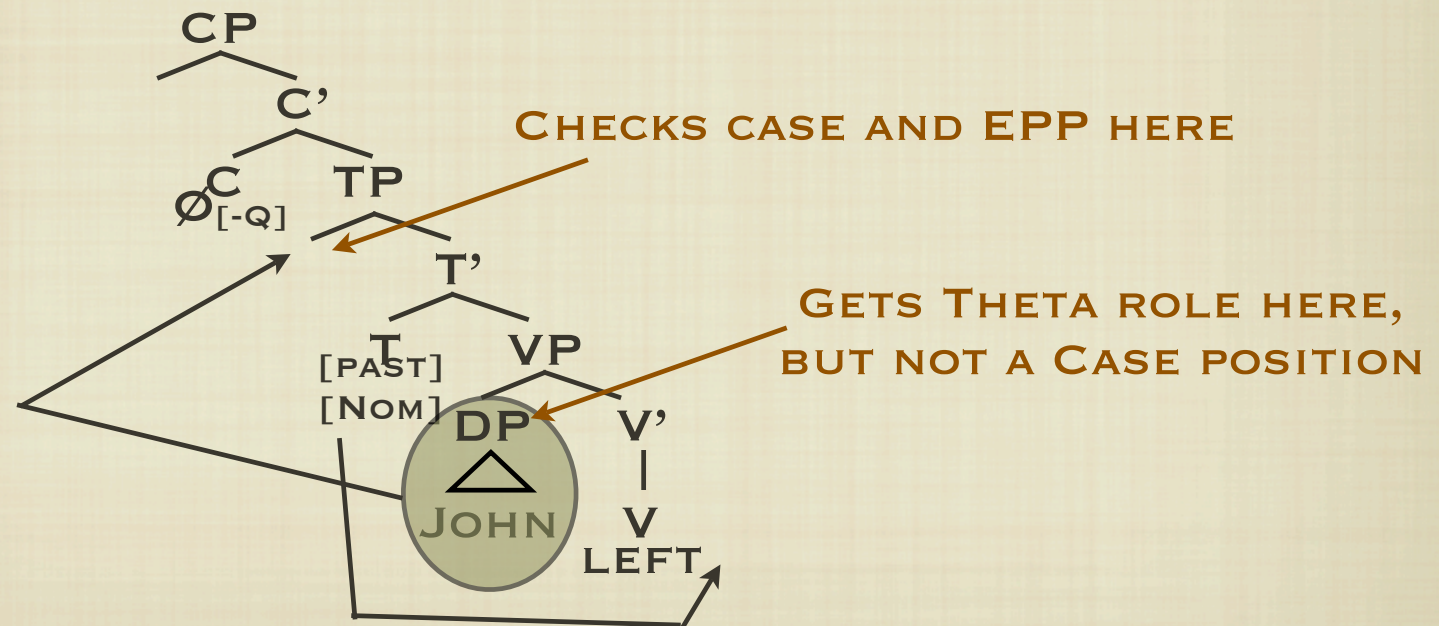 CP
C’
Checks case and EPP here
C TP
Ø[-Q]
T’
Gets Theta role here,
but not a Case position
T VP
[past]
[Nom]
DP V’
John V
left